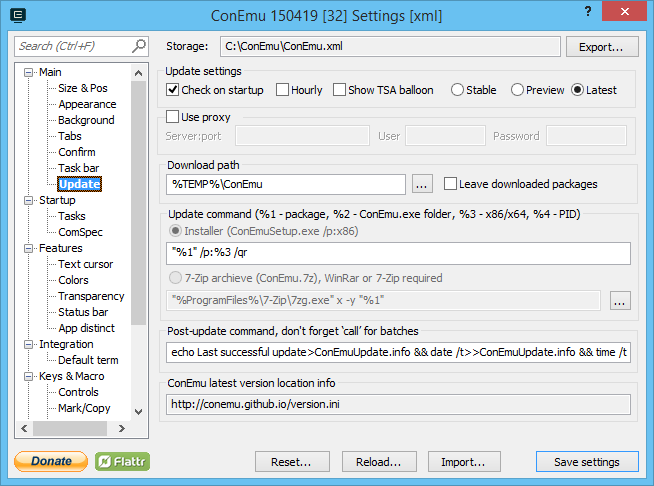 ConEmu 150419 [32] Settings [xml]
?
Search (Ctrl+F)
Storage:
C:\ConEmu\ConEmu.xml
Export...
Main
Size & Pos
Appearance
Background
Tabs
Confirm
Task bar
Update
Startup
Tasks
ComSpec
Features
Text cursor
Colors
Transparency
Status bar
App distinct
Integration
Default term
Keys & Macro
Controls
Mark/Copy
Update settings
Check on startup
Hourly
Show TSA balloon
Stable
Preview
Latest
Use proxy
Server:port
User
Password
Download path
%TEMP%\ConEmu
...
Leave downloaded packages
Update command (%1 - package, %2 - ConEmu.exe folder, %3 - x86/x64, %4 - PID)
Installer (ConEmuSetup.exe /p:x86)
"%1" /p:%3 /qr
7-Zip archieve (ConEmu.7z), WinRar or 7-Zip required
"%ProgramFiles%\7-Zip\7zg.exe" x -y "%1"
...
Post-update command, don't forget ‘call’ for batches
echo Last successful update>ConEmuUpdate.info && date /t>>ConEmuUpdate.info && time /t
ConEmu latest version location info
http://conemu.github.io/version.ini
Donate
Flattr
Reset...
Reload...
Import...
Save settings